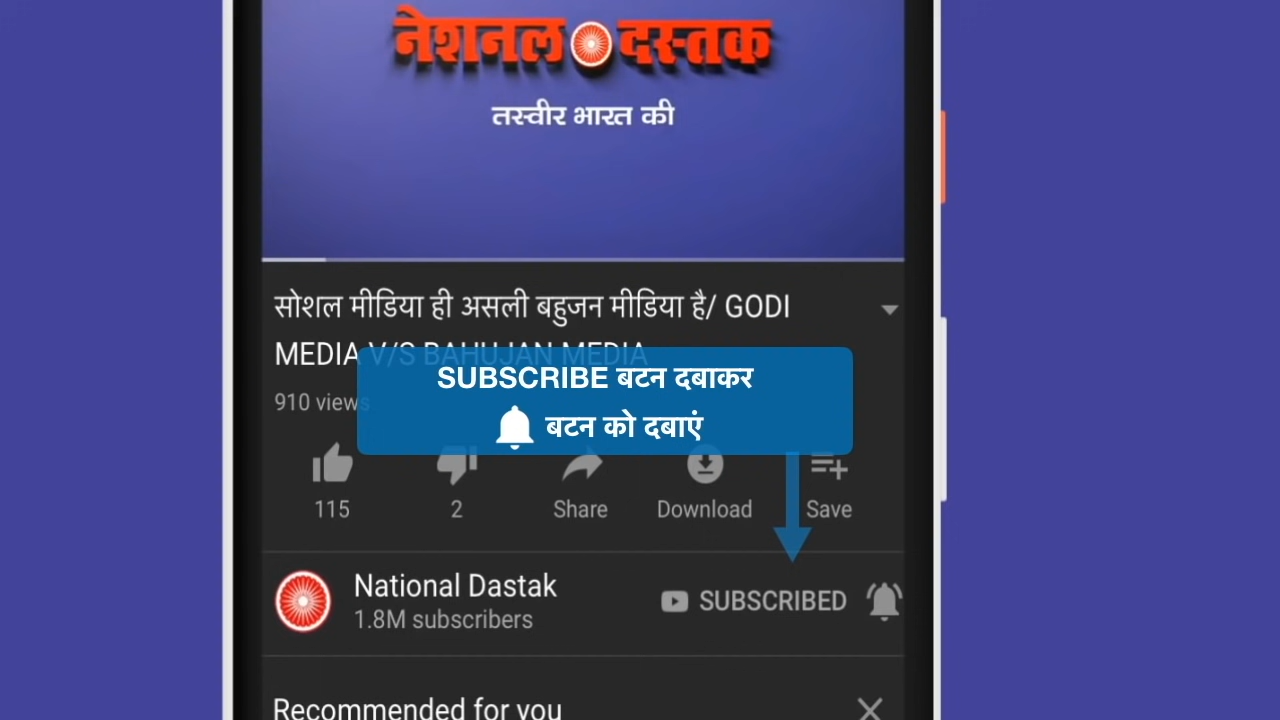 नेशनल दस्तक
तस्वीर भारत की
सोशल मीडिया ही असली बहुजन मीडिया है/ GODI
MEDIA V/S BAHUJAN MEDIA
910 views
SUBSCRIBE बटन दबाकर
बटन को दबाएं
115
2
Share
Download
Save
National Dastak
1.8M subscribers
SUBSCRIBED
Recommended for you